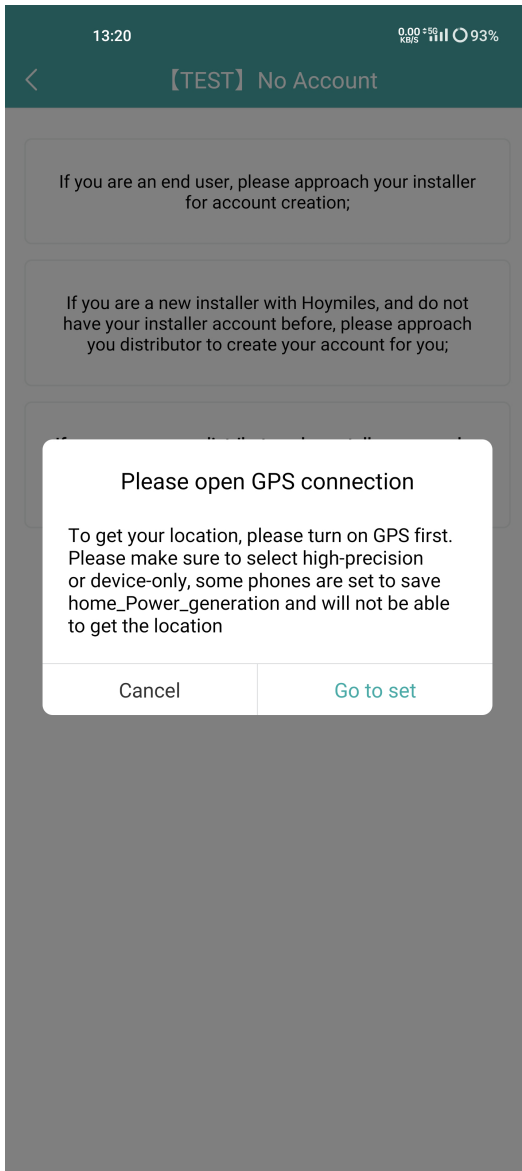 13:20
0.00 KB/S 5G 93%
【TEST】No Account
If you are an end user, please approach your installer
for account creation;
If you are a new installer with Hoymiles, and do not
have your installer account before, please approach
you distributor to create your account for you;
Please open GPS connection
To get your location, please turn on GPS first.
Please make sure to select high-precision
or device-only, some phones are set to save
home_Power_generation and will not be able
to get the location
Cancel
Go to set